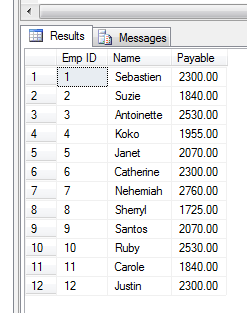 Results Messages
Emp ID Name Payable
1 1 Sebastien 2300.00
2 2 Suzie 1840.00
3 3 Antoinette 2530.00
4 4 Koko 1955.00
5 5 Janet 2070.00
6 6 Catherine 2300.00
7 7 Nehemiah 2760.00
8 8 Sherryl 1725.00
9 9 Santos 2070.00
10 10 Ruby 2530.00
11 11 Carole 1840.00
12 12 Justin 2300.00